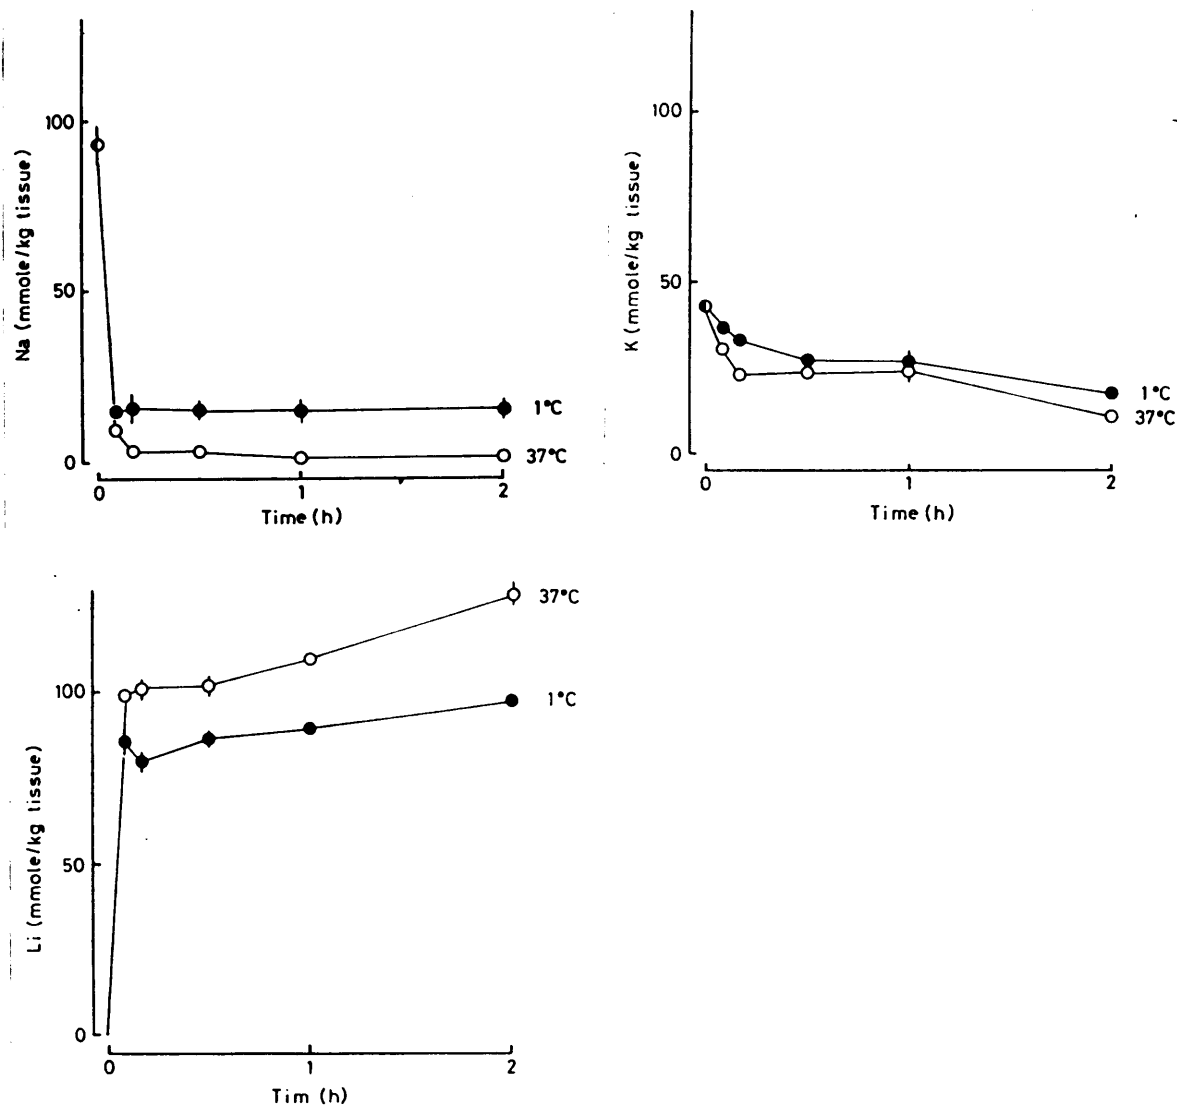 Na (mmole/kg tissue)
100
50
0
1°C
37°C
0
1
2
Time (h)
K (mmole/kg tissue)
100
50
0
1°C
37°C
0
1
2
Time (h)
Li (mmole/kg tissue)
100
50
0
37°C
1°C
0
1
2
Tim (h)